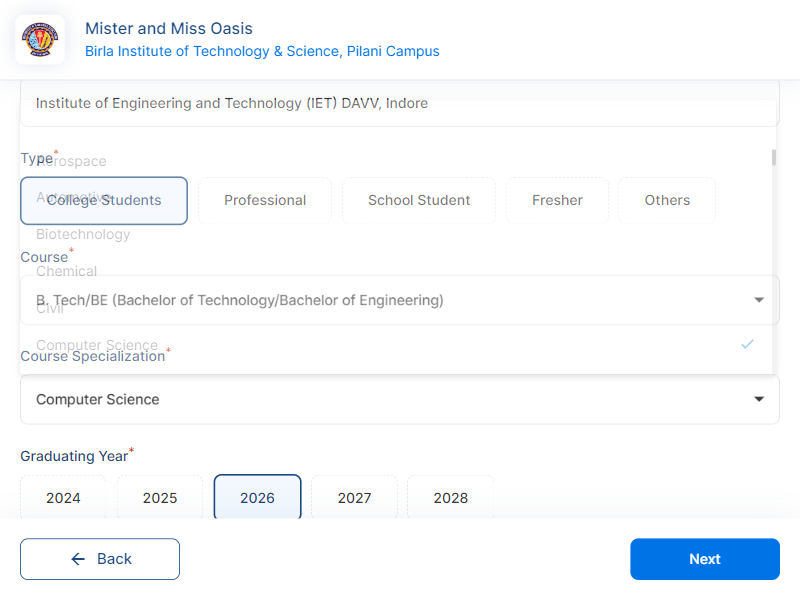 Mister and Miss Oasis
Birla Institute of Technology & Science, Pilani Campus
Institute of Engineering and Technology (IET) DAVV, Indore
Type*
Aerospace
Automotive
College Students
Professional
School Student
Fresher
Others
Biotechnology
Course*
Chemical
B. Tech/BE (Bachelor of Technology/Bachelor of Engineering)
Civil
Computer Science
Course Specialization*
Computer Science
Graduating Year*
2024
2025
2026
2027
2028
Back
Next